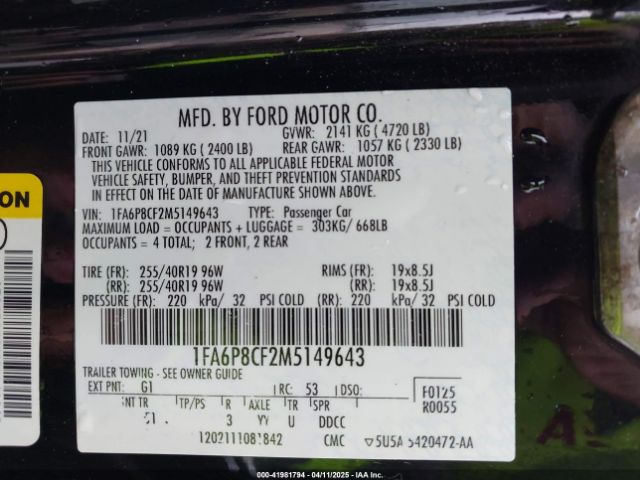 MFD. BY FORD MOTOR CO.
DATE: 11/21 GVWR: 2141 KG ( 4720 LB)
FRONT GAWR: 1089 KG ( 2400 LB) REAR GAWR: 1057 KG ( 2330 LB)
THIS VEHICLE CONFORMS TO ALL APPLICABLE FEDERAL MOTOR
VEHICLE SAFETY, BUMPER, AND THEFT PREVENTION STANDARDS
IN EFFECT ON THE DATE OF MANUFACTURE SHOWN ABOVE.
VIN: 1FA6P8CF2M5149643 TYPE: Passenger Car
MAXIMUM LOAD = OCCUPANTS + LUGGAGE = 303KG/ 668LB
OCCUPANTS = 4 TOTAL; 2 FRONT, 2 REAR
TIRE (FR): 255/40R19 96W RIMS (FR): 19x8.5J
(RR): 255/40R19 96W (RR): 19x8.5J
PRESSURE (FR): 220 kPa/ 32 PSI COLD (RR): 220 kPa/ 32 PSI COLD
1FA6P8CF2M5149643
TRAILER TOWING - SEE OWNER GUIDE
EXT PNT: G1 RC: 53 DSO: F0125
INT TR TP/PS R AXLE TR SPR R0055
3 YY U DDCC
CMC
ION
000-41981794 - 04/11/2025 - IAA Inc.